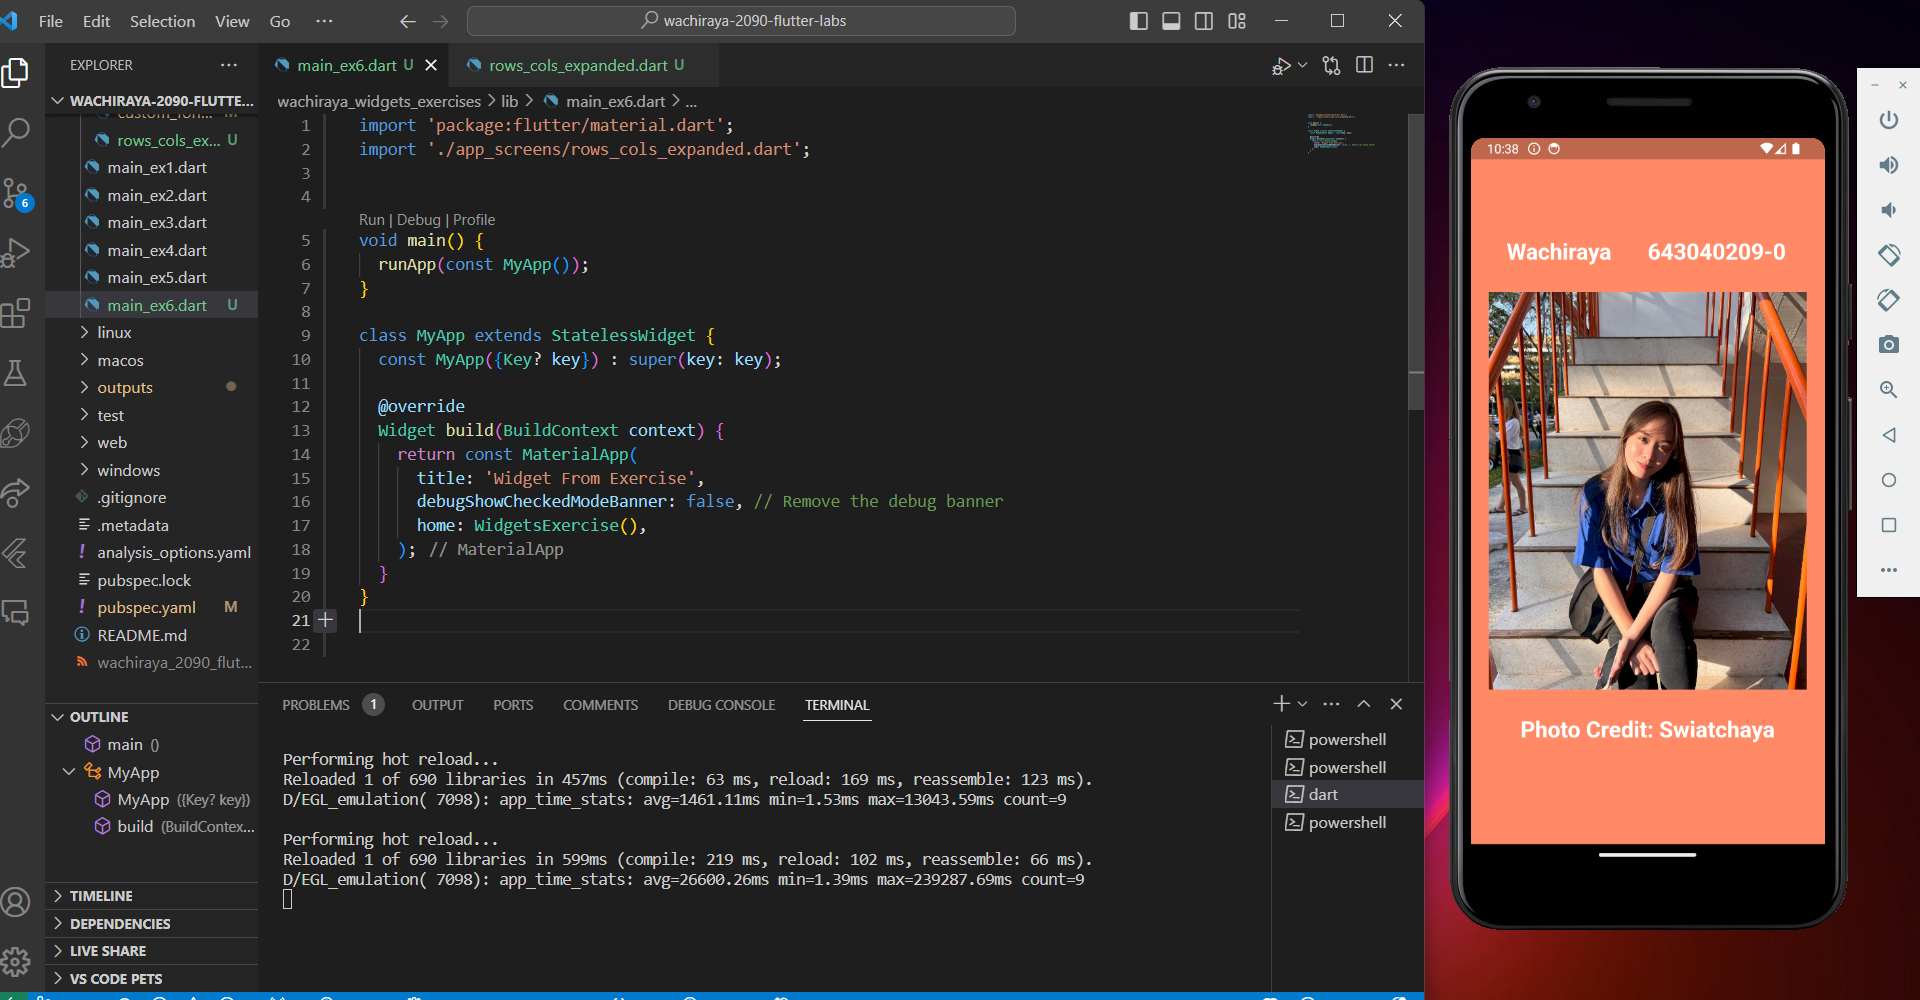 File Edit Selection View Go ···
wachiraya-2090-flutter-labs
EXPLORER ···
WACHIRAYA-2090-FLUTTE...
rows_cols_ex... U
main_ex1.dart
main_ex2.dart
main_ex3.dart
main_ex4.dart
main_ex5.dart
main_ex6.dart U
linux
macos
outputs
test
web
windows
.gitignore
.metadata
analysis_options.yaml
pubspec.lock
pubspec.yaml M
README.md
wachiraya_2090_flut...
OUTLINE
main ()
MyApp
MyApp ({Key? key})
build (BuildContex...
TIMELINE
DEPENDENCIES
LIVE SHARE
VS CODE PETS
6
main_ex6.dart U
rows_cols_expanded.dart U
wachiraya_widgets_exercises > lib > main_ex6.dart > ...
1 import 'package:flutter/material.dart';
2 import './app_screens/rows_cols_expanded.dart';
3
4
Run | Debug | Profile
5 void main() {
6 runApp(const MyApp());
7 }
8
9 class MyApp extends StatelessWidget {
10 const MyApp({Key? key}) : super(key: key);
11
12 @override
13 Widget build(BuildContext context) {
14 return const MaterialApp(
15 title: 'Widget From Exercise',
16 debugShowCheckedModeBanner: false, // Remove the debug banner
17 home: WidgetsExercise(),
18 ); // MaterialApp
19 }
20 }
21
22
PROBLEMS 1 OUTPUT PORTS COMMENTS DEBUG CONSOLE TERMINAL
Performing hot reload...
Reloaded 1 of 690 libraries in 457ms (compile: 63 ms, reload: 169 ms, reassemble: 123 ms).
D/EGL_emulation( 7098): app_time_stats: avg=1461.11ms min=1.53ms max=13043.59ms count=9
Performing hot reload...
Reloaded 1 of 690 libraries in 599ms (compile: 219 ms, reload: 102 ms, reassemble: 66 ms).
D/EGL_emulation( 7098): app_time_stats: avg=26600.26ms min=1.39ms max=239287.69ms count=9
powershell
powershell
dart
powershell
10:38
Wachiraya 643040209-0
Photo Credit: Swiatchaya